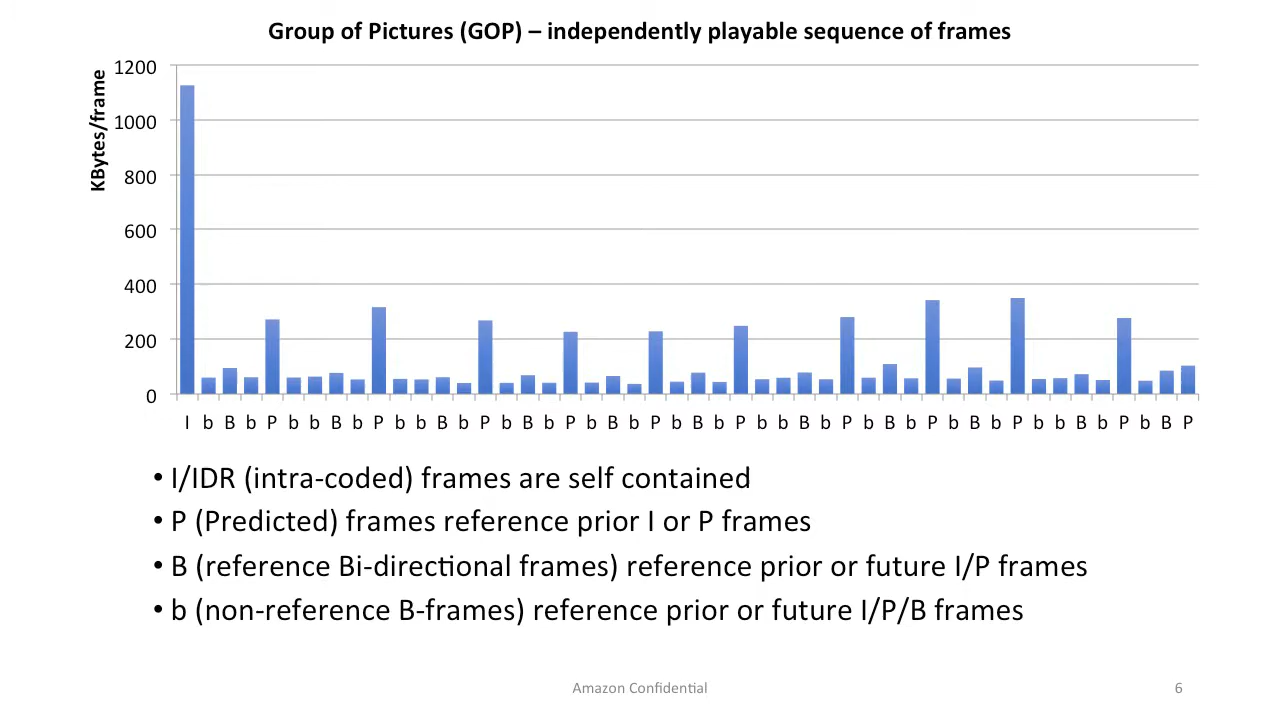 Group of Pictures (GOP) – independently playable sequence of frames
KBytes/frame
1200
1000
800
600
400
200
0
I b B b P b b B b P b b B b P b B b P b B b P b B b P b b B b P b B b P b B b P b b B b P b B P
• I/IDR (intra-coded) frames are self contained
• P (Predicted) frames reference prior I or P frames
• B (reference Bi-directional frames) reference prior or future I/P frames
• b (non-reference B-frames) reference prior or future I/P/B frames
Amazon Confidential
6